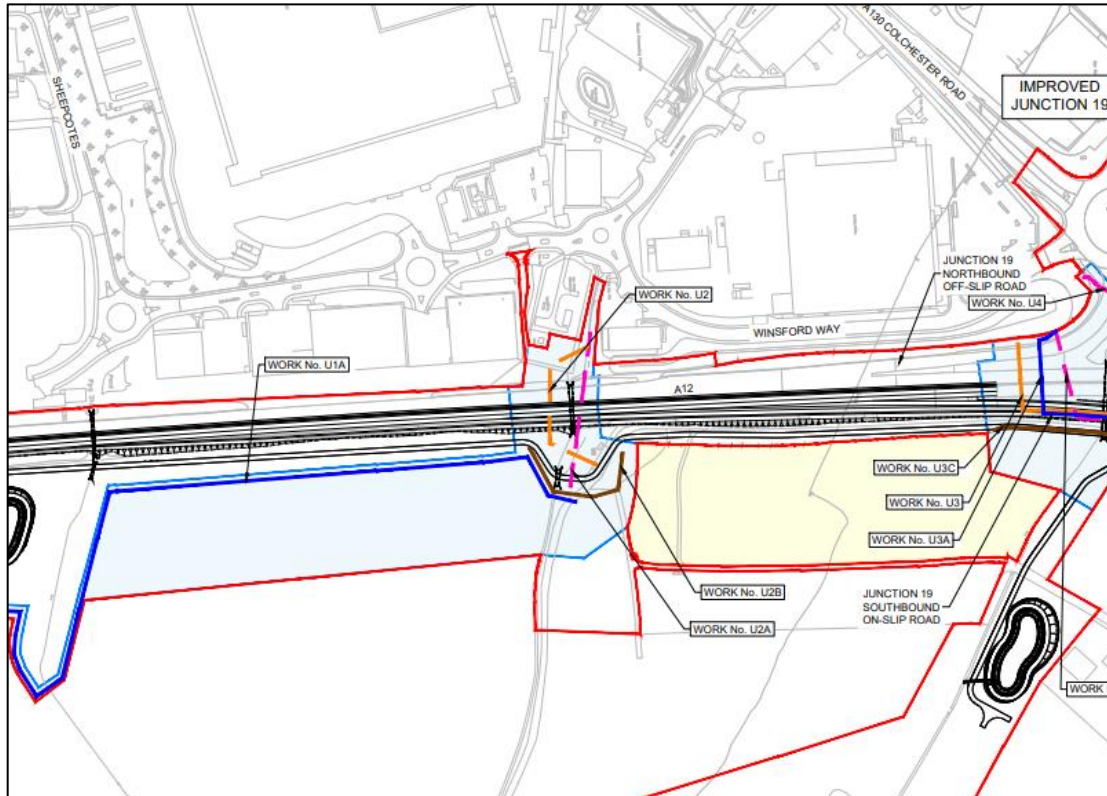 A130 COLCHESTER ROAD
IMPROVED
JUNCTION 19
SHEEPCOTES
JUNCTION 19
NORTHBOUND
OFF-SLIP ROAD
WORK No. U2
WORK No. U4
WINSFORD WAY
WORK No. U1A
A12
WORK No. U3C
WORK No. U3
WORK No. U3A
WORK No. U2B
JUNCTION 19
SOUTHBOUND
ON-SLIP ROAD
WORK No. U2A
WORK